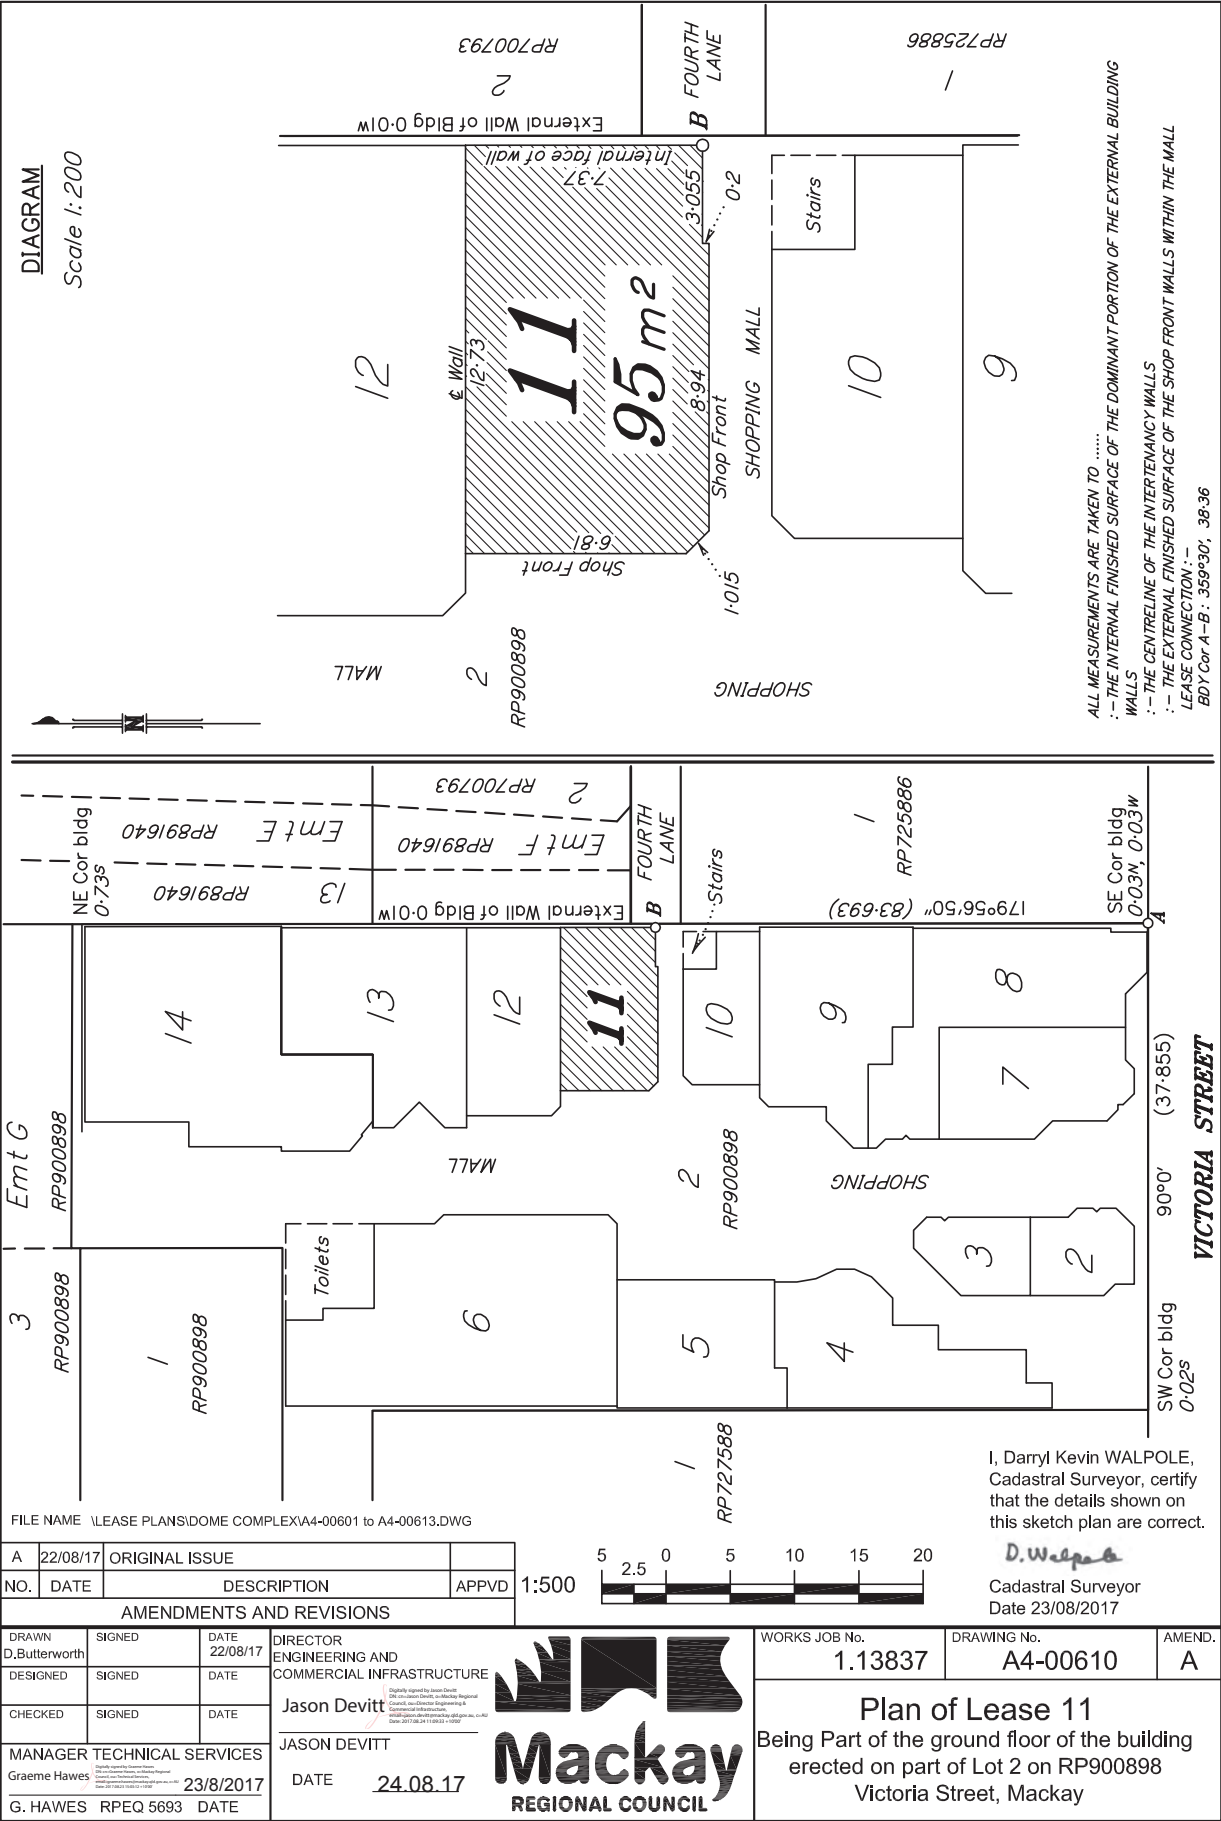 DIAGRAM
Scale 1:200
2
RP700793
External Wall of Bldg 0·01W
B
FOURTH
LANE
1
RP725886
12
℄ Wall
12·73
11
95 m2
7·37
Internal face of wall
3·055
0·2
8·94
Shop Front
SHOPPING MALL
Stairs
10
9
6·81
Shop Front
1·015
MALL
2
RP900898
SHOPPING
N
ALL MEASUREMENTS ARE TAKEN TO ......
:- THE INTERNAL FINISHED SURFACE OF THE DOMINANT PORTION OF THE EXTERNAL BUILDING
WALLS
:- THE CENTRELINE OF THE INTERTENANCY WALLS
:- THE EXTERNAL FINISHED SURFACE OF THE SHOP FRONT WALLS WITHIN THE MALL
LEASE CONNECTION:-
BDY Cor A-B: 359°30', 38·36
NE Cor bldg
0·73S
Emt E
RP891640
13
RP891640
2
RP700793
Emt F
RP891640
External Wall of Bldg 0·01W
B
FOURTH
LANE
Stairs
1
RP725886
179°56'50" (83·693)
SE Cor bldg
0·03N, 0·03W
A
14
13
12
11
10
9
8
7
Emt G
RP900898
MALL
2
RP900898
SHOPPING
3
RP900898
1
RP900898
Toilets
6
5
4
3
2
90°0'
(37·855)
VICTORIA STREET
SW Cor bldg
0·02S
1
RP727588
I, Darryl Kevin WALPOLE,
Cadastral Surveyor, certify
that the details shown on
this sketch plan are correct.
D. Walpole
Cadastral Surveyor
Date 23/08/2017
FILE NAME \LEASE PLANS\DOME COMPLEX\A4-00601 to A4-00613.DWG
A 22/08/17 ORIGINAL ISSUE
NO. DATE DESCRIPTION APPVD
AMENDMENTS AND REVISIONS
1:500
5 2.5 0 5 10 15 20
DRAWN SIGNED DATE
D.Butterworth 22/08/17
DESIGNED SIGNED DATE
CHECKED SIGNED DATE
MANAGER TECHNICAL SERVICES
Graeme Hawes 23/8/2017
G. HAWES RPEQ 5693 DATE
DIRECTOR
ENGINEERING AND
COMMERCIAL INFRASTRUCTURE
Jason Devitt
JASON DEVITT
DATE 24.08.17
Mackay
REGIONAL COUNCIL
WORKS JOB No.
1.13837
DRAWING No.
A4-00610
AMEND.
A
Plan of Lease 11
Being Part of the ground floor of the building
erected on part of Lot 2 on RP900898
Victoria Street, Mackay